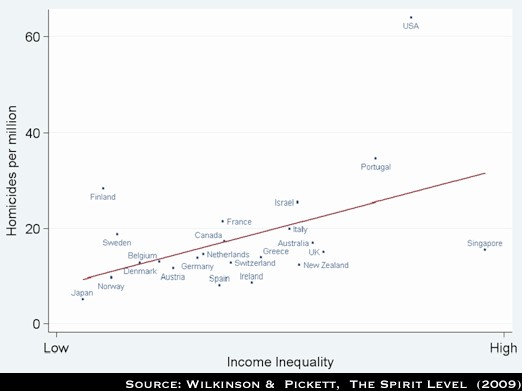 USA
60
Homicides per million
40
Portugal
Finland
Israel
France
20
Italy
Sweden
Canada
Australia
Singapore
Belgium
Netherlands
Greece
UK
Denmark
Germany
Switzerland
New Zealand
Austria
Norway
Spain
Ireland
Japan
0
Low
High
Income Inequality
Source: Wilkinson & Pickett, The Spirit Level (2009)